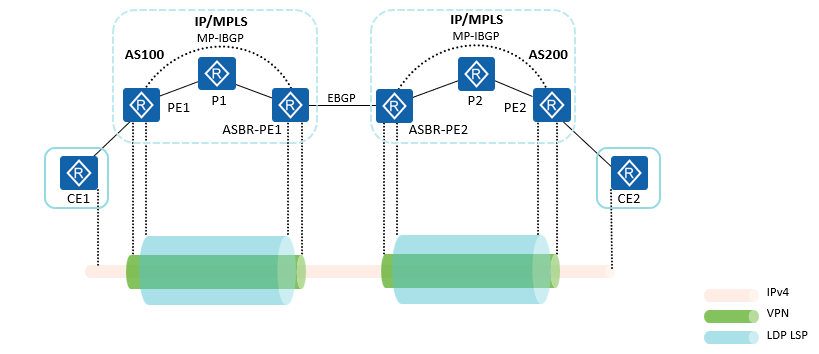 IP/MPLS
MP-IBGP
AS100
R
P1
R
PE1
R
ASBR-PE1
EBGP
IP/MPLS
MP-IBGP
AS200
R
P2
R
ASBR-PE2
R
PE2
R
CE1
R
CE2
IPv4
VPN
LDP LSP